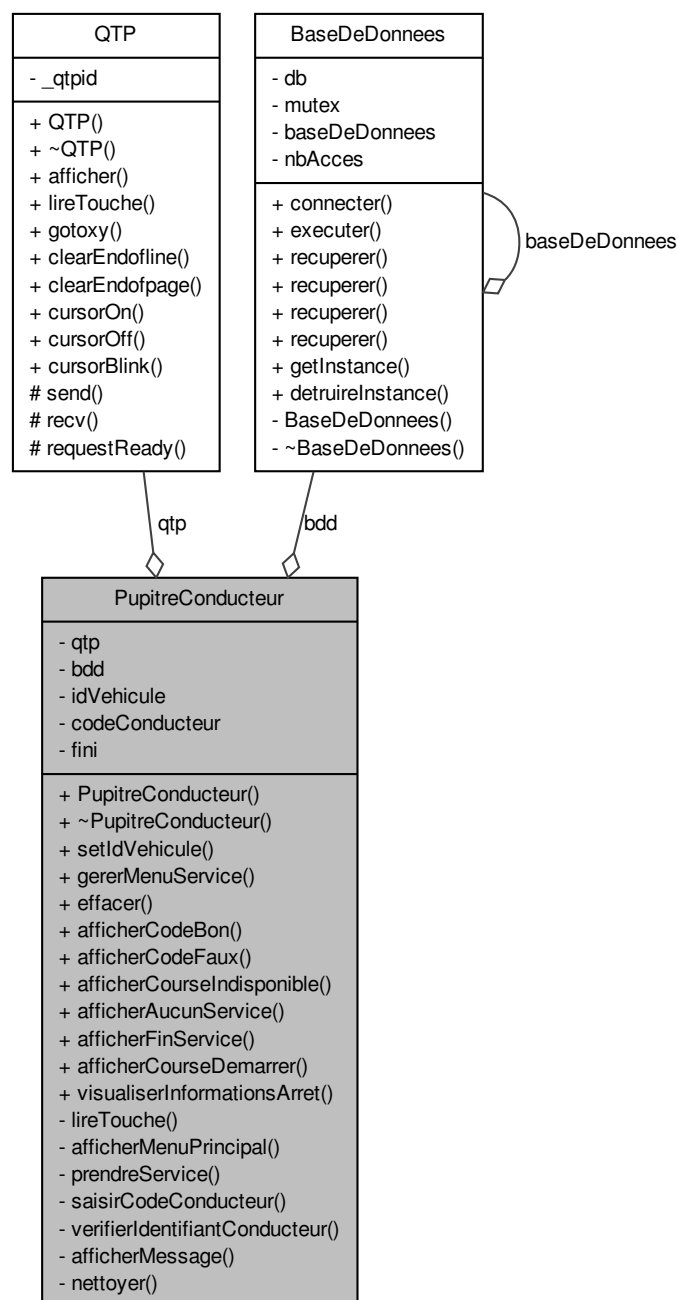 QTP
- _qtpid
+ QTP()
+ ~QTP()
+ afficher()
+ lireTouche()
+ gotoxy()
+ clearEndofline()
+ clearEndofpage()
+ cursorOn()
+ cursorOff()
+ cursorBlink()
# send()
# recv()
# requestReady()
BaseDeDonnees
- db
- mutex
- baseDeDonnees
- nbAcces
+ connecter()
+ executer()
+ recuperer()
+ recuperer()
+ recuperer()
+ recuperer()
+ getInstance()
+ detruireInstance()
- BaseDeDonnees()
- ~BaseDeDonnees()
baseDeDonnees
qtp
bdd
PupitreConducteur
- qtp
- bdd
- idVehicule
- codeConducteur
- fini
+ PupitreConducteur()
+ ~PupitreConducteur()
+ setIdVehicule()
+ gererMenuService()
+ effacer()
+ afficherCodeBon()
+ afficherCodeFaux()
+ afficherCourseIndisponible()
+ afficherAucunService()
+ afficherFinService()
+ afficherCourseDemarrer()
+ visualiserInformationsArret()
- lireTouche()
- afficherMenuPrincipal()
- prendreService()
- saisirCodeConducteur()
- verifierIdentifiantConducteur()
- afficherMessage()
- nettoyer()